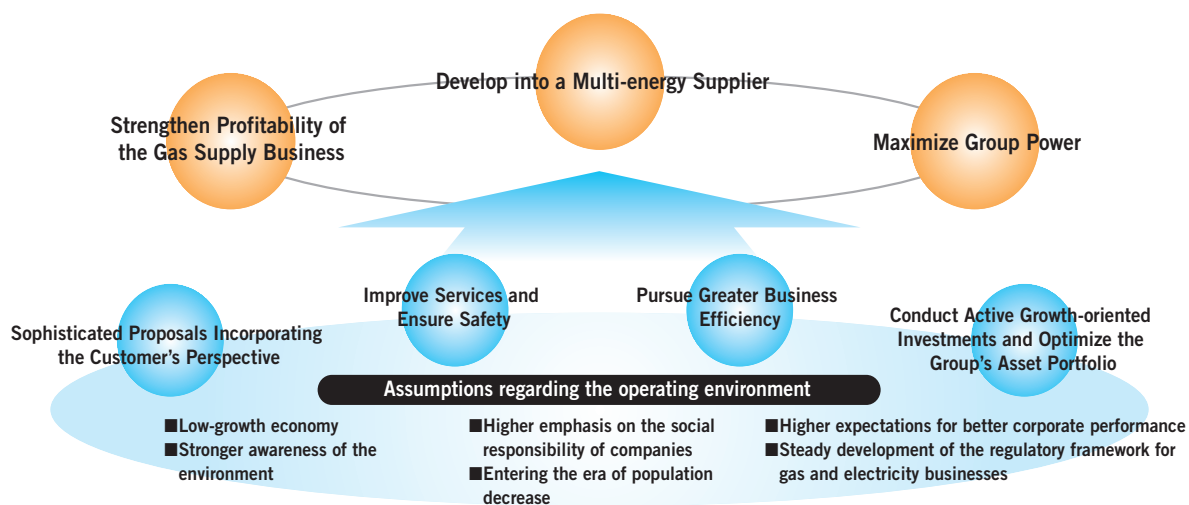 Develop into a Multi-energy Supplier
Strengthen Profitability of
the Gas Supply Business
Maximize Group Power
Improve Services and
Ensure Safety
Pursue Greater Business
Efficiency
Sophisticated Proposals Incorporating
the Customer's Perspective
Conduct Active Growth-oriented
Investments and Optimize the
Group's Asset Portfolio
Assumptions regarding the operating environment
■Low-growth economy
■Stronger awareness of the
environment
■Higher emphasis on the social
responsibility of companies
■Entering the era of population
decrease
■Higher expectations for better corporate performance
■Steady development of the regulatory framework for
gas and electricity businesses